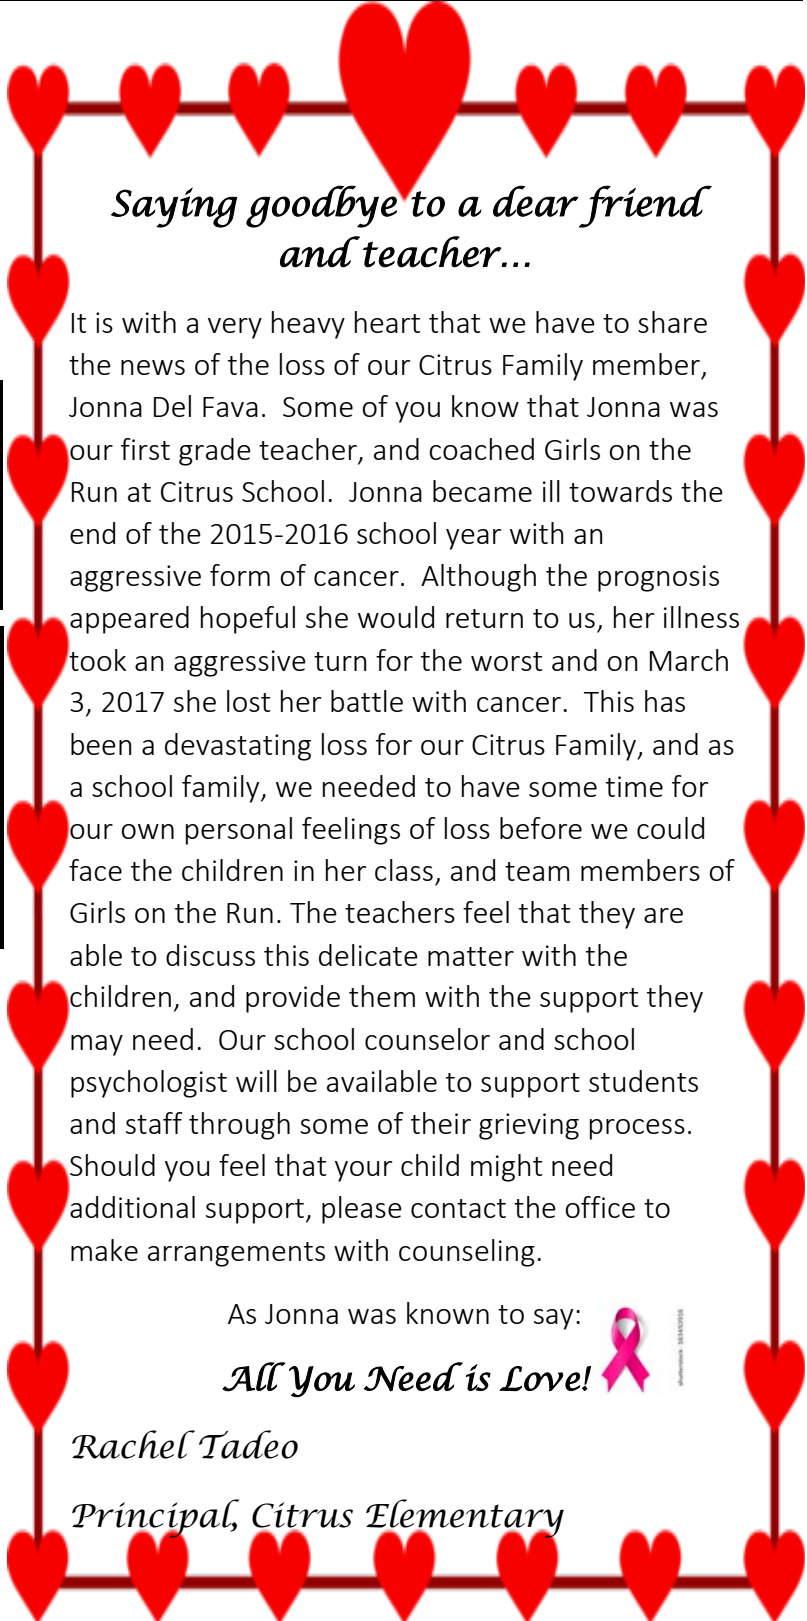 Saying goodbye to a dear friend
and teacher...
It is with a very heavy heart that we have to share
the news of the loss of our Citrus Family member,
Jonna Del Fava.  Some of you know that Jonna was
our first grade teacher, and coached Girls on the
Run at Citrus School.  Jonna became ill towards the
end of the 2015-2016 school year with an
aggressive form of cancer.  Although the prognosis
appeared hopeful she would return to us, her illness
took an aggressive turn for the worst and on March
3, 2017 she lost her battle with cancer.  This has
been a devastating loss for our Citrus Family, and as
a school family, we needed to have some time for
our own personal feelings of loss before we could
face the children in her class, and team members of
Girls on the Run. The teachers feel that they are
able to discuss this delicate matter with the
children, and provide them with the support they
may need.  Our school counselor and school
psychologist will be available to support students
and staff through some of their grieving process.
Should you feel that your child might need
additional support, please contact the office to
make arrangements with counseling.
As Jonna was known to say:
All You Need is Love!
Rachel Tadeo
Principal, Citrus Elementary